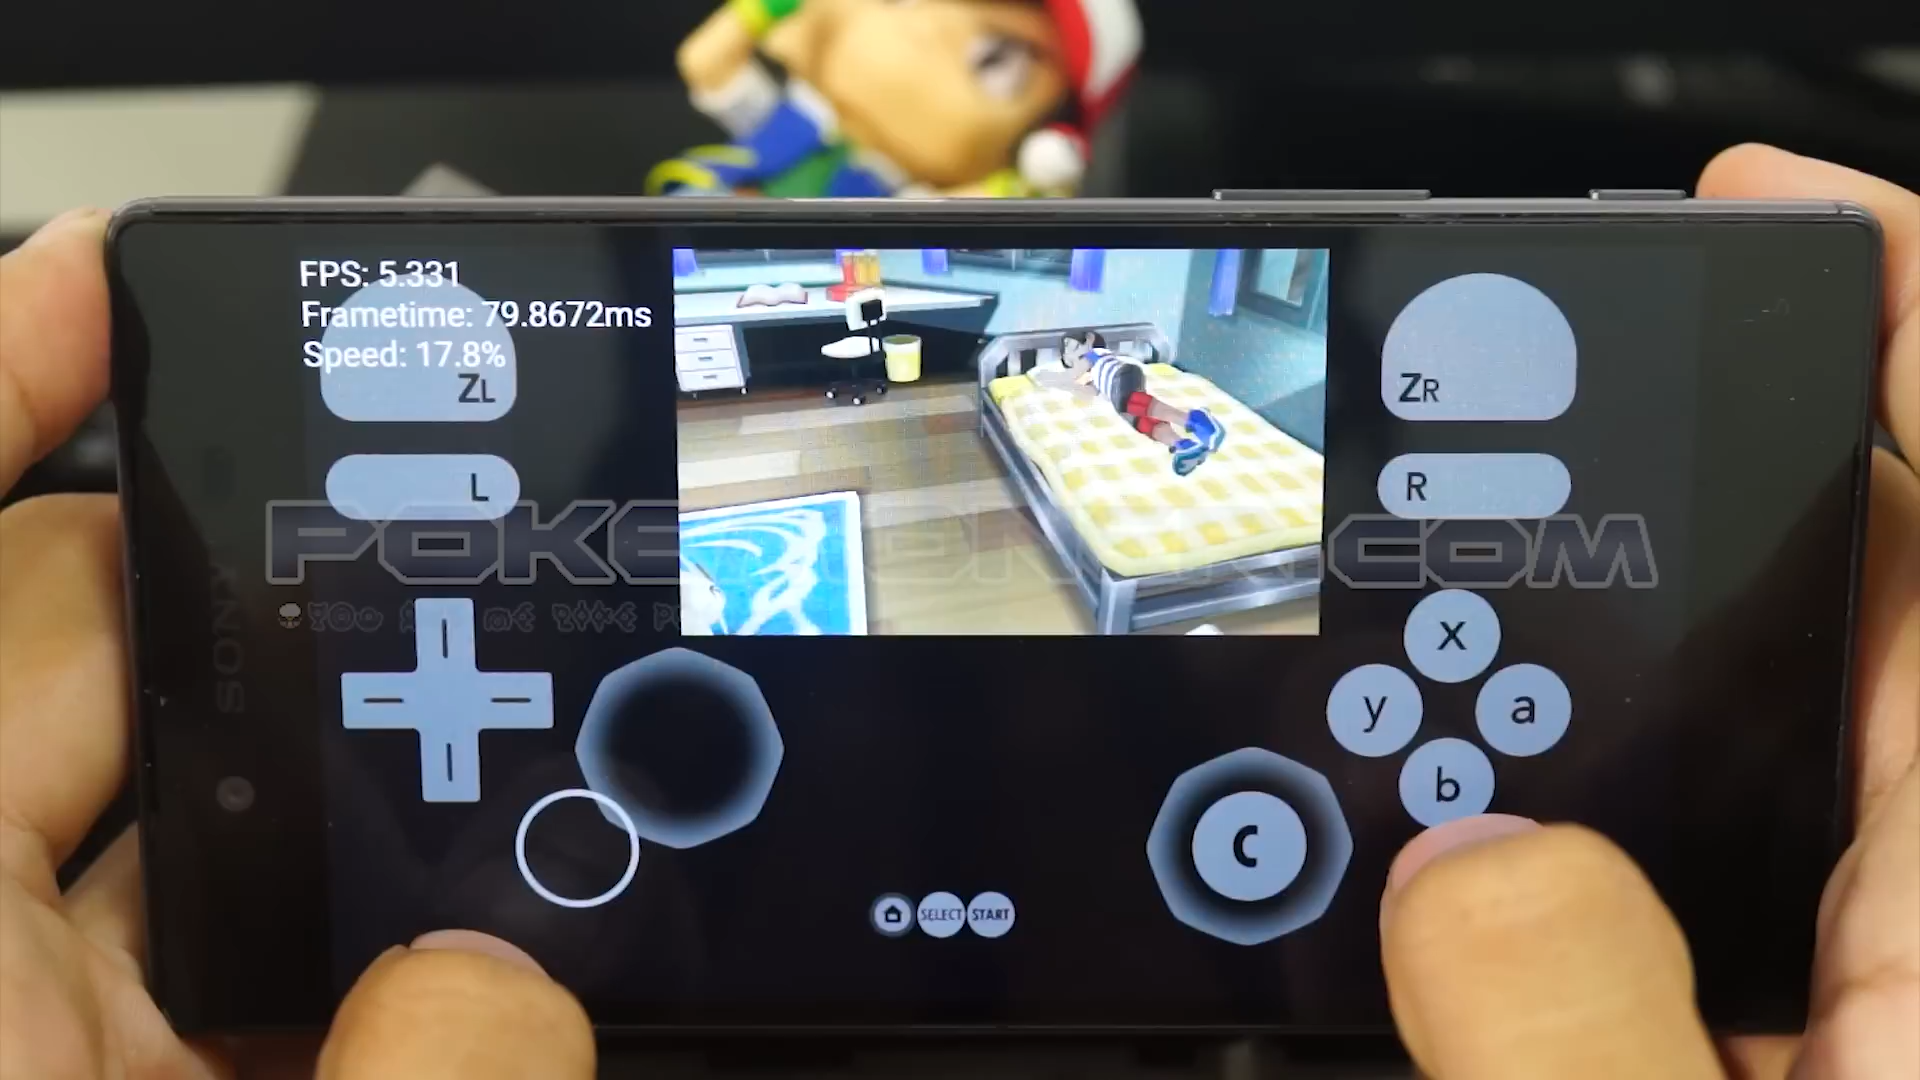 FPS: 5.331
Frametime: 79.8672ms
Speed: 17.8%
ZL
ZR
L
R
SONY
x
y
a
b
C
SELECT
START